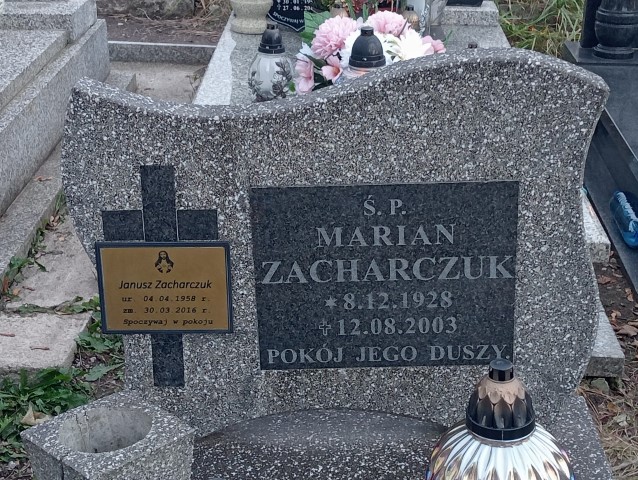 Janusz Zacharczuk
ur 04.04.1958 r.
zm. 30.03 2016 r.
Spoczywaj w pokoju
Ś. P.
MARIAN
ZACHARCZUK
*8.12.1928
†12.08.2003
POKÓJ JEGO DUSZY.